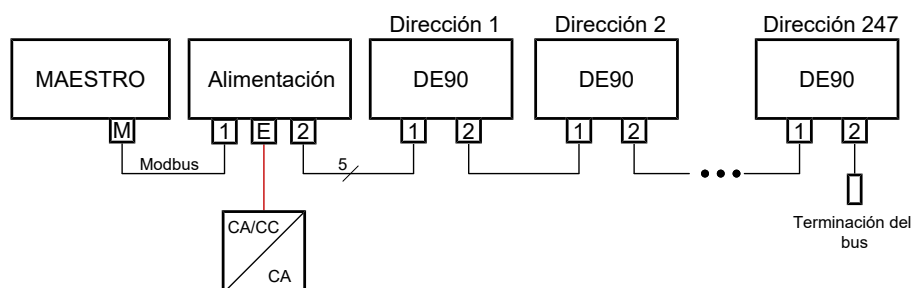 Dirección 1
Dirección 2
Dirección 247
MAESTRO
Alimentación
DE90
DE90
DE90
M
1
E
2
1
2
1
2
1
2
Modbus
5
CA/CC
CA
Terminación del
bus